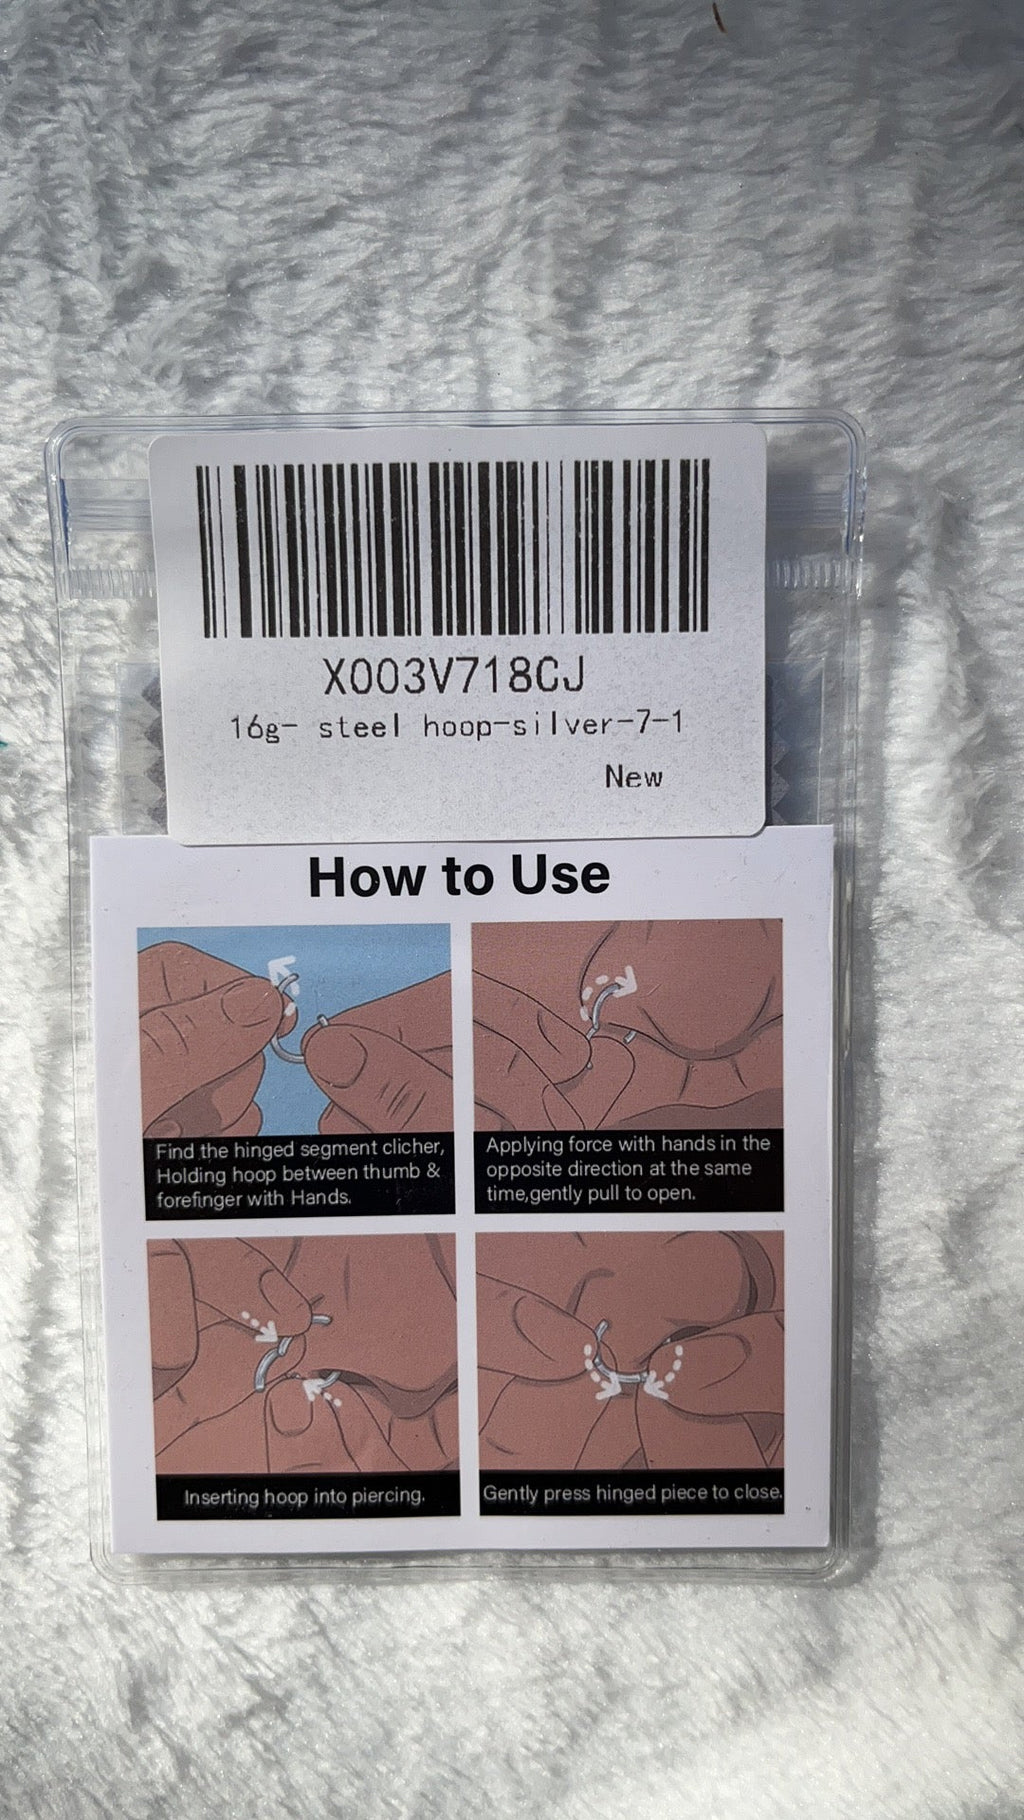 X003V718CJ
16g- steel hoop-silver-7-1
New
How to Use
Find the hinged segment clicher,
Holding hoop between thumb &
forefinger with Hands.
Applying force with hands in the
opposite direction at the same
time,gently pull to open.
Inserting hoop into piercing.
Gently press hinged piece to close.